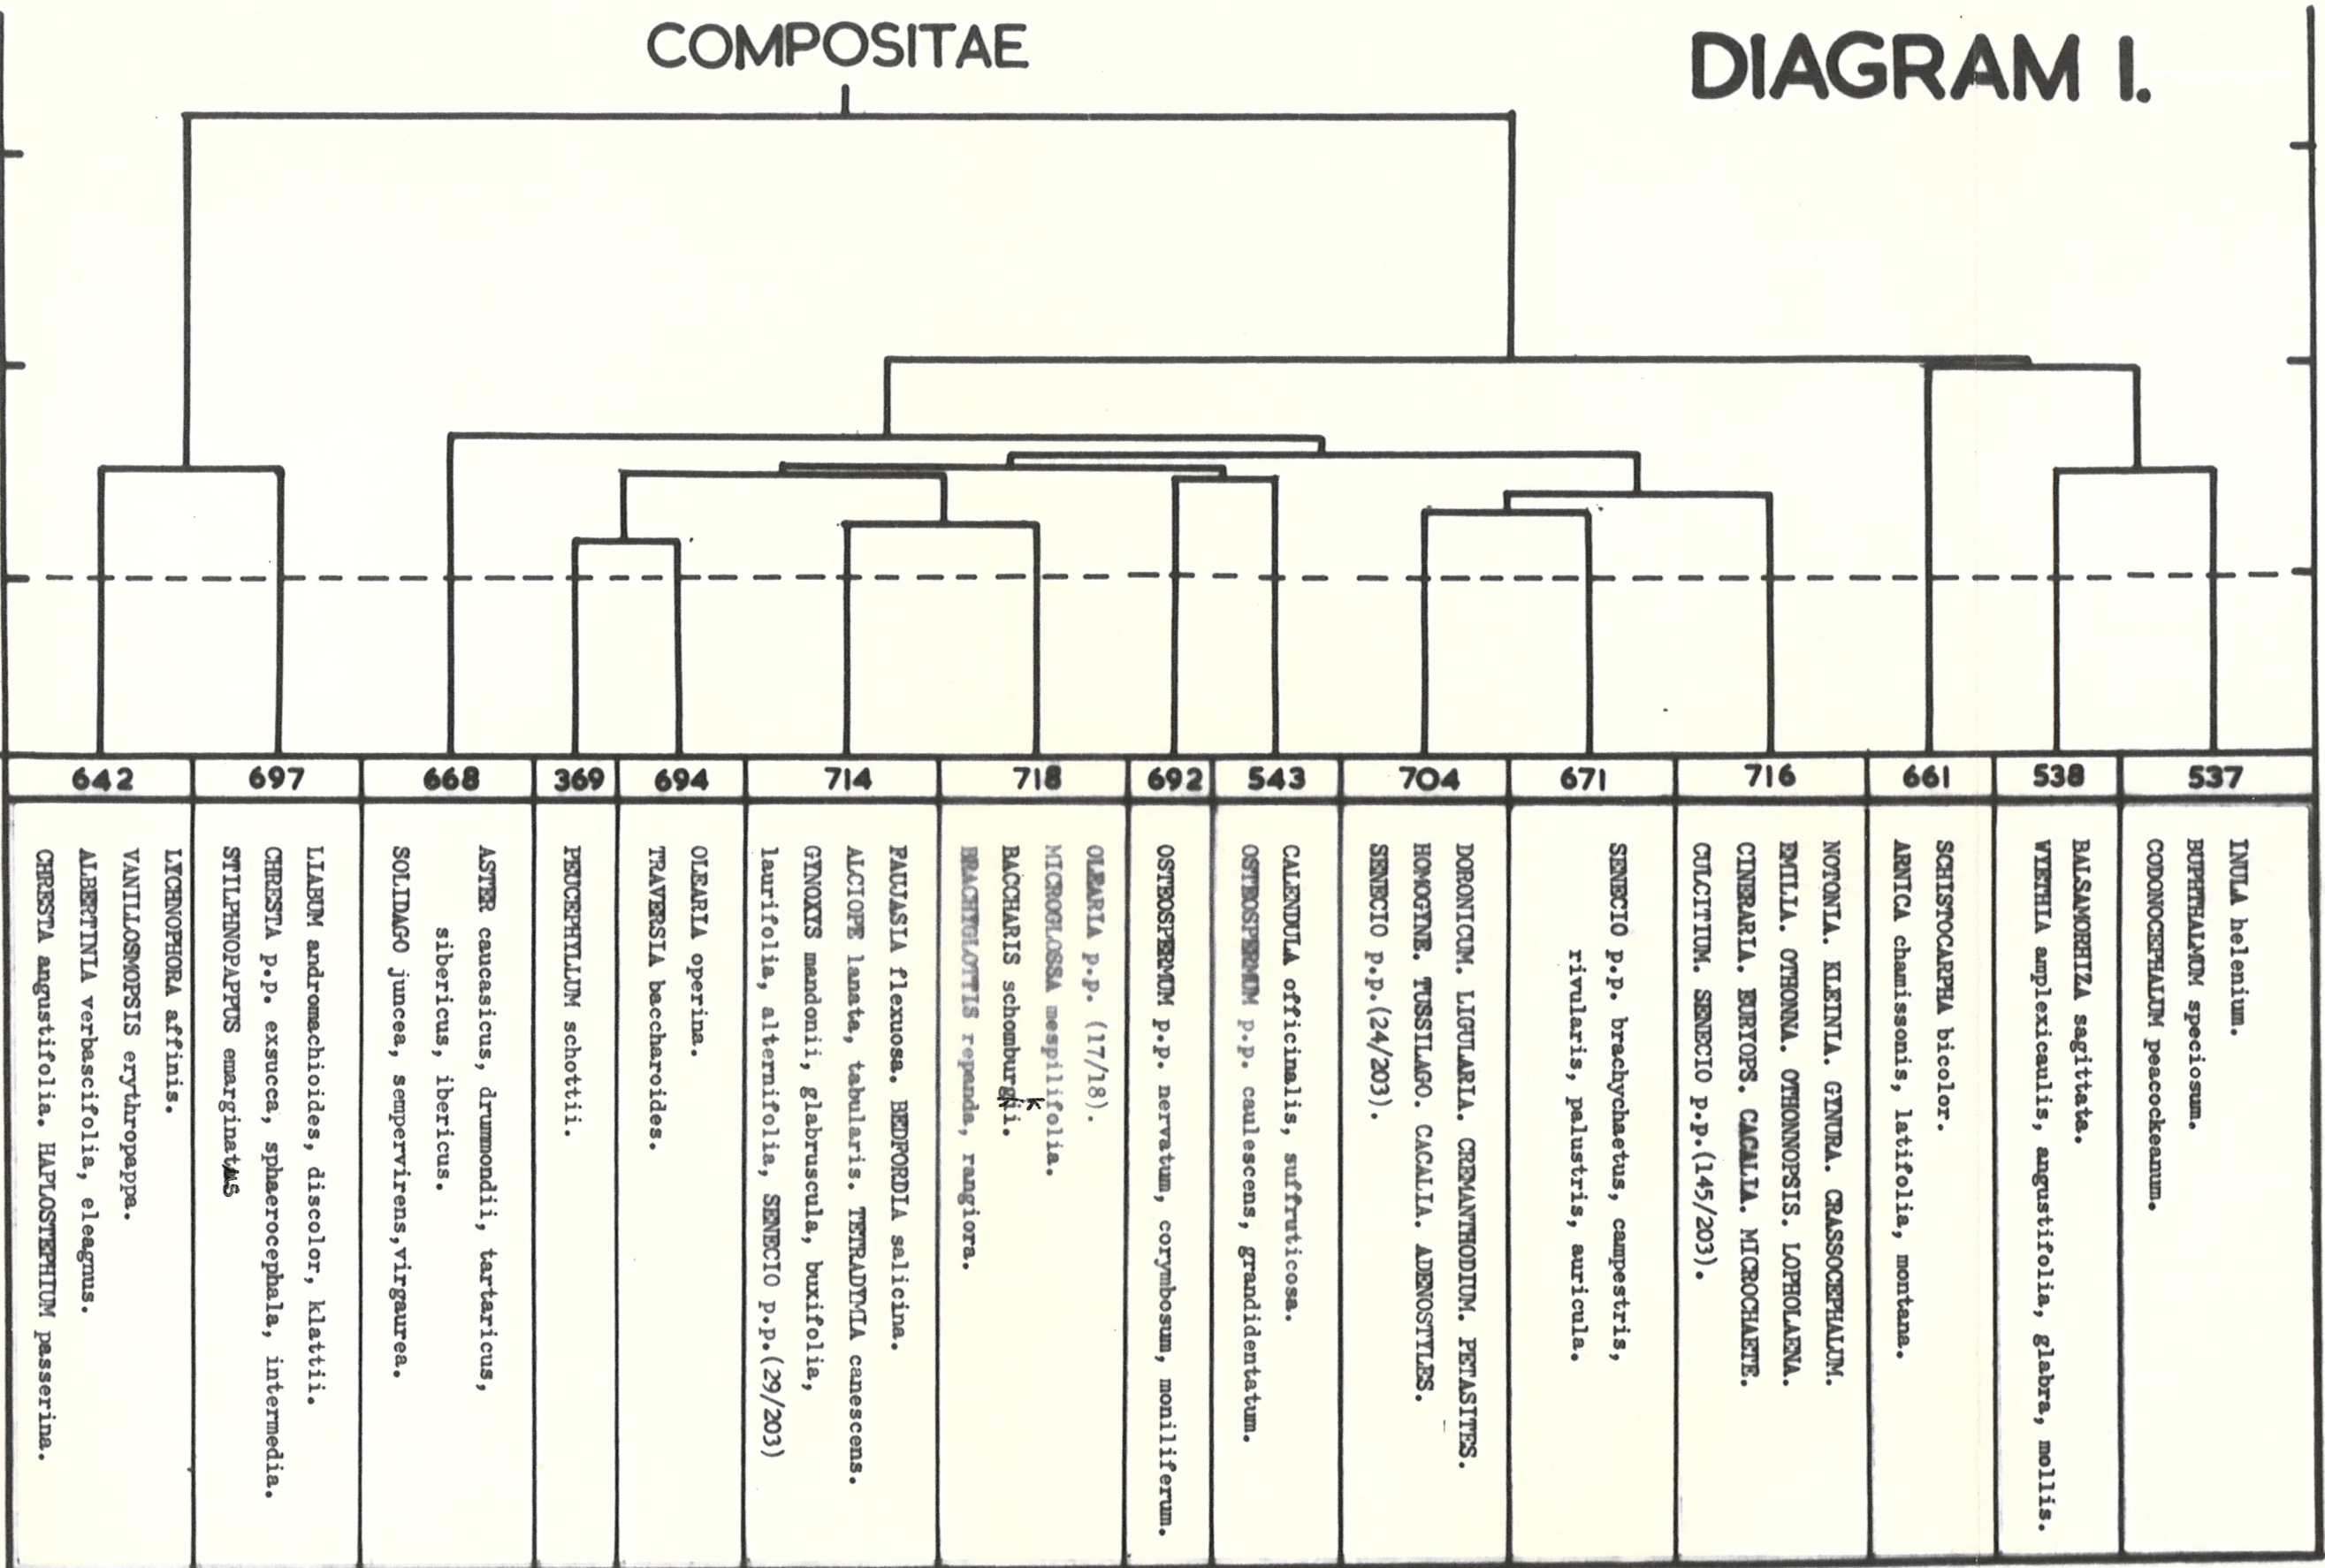 COMPOSITAE
DIAGRAM I.
642
697
668
369
694
714
718
692
543
704
671
716
661
538
537
LYCHNOPHORA affinis.
VANILLOSMOPSIS erythropappa.
ALBERTINIA verbascifolia, eleagnus.
CHRESTA angustifolia. HAPLOSTEPHIUM passerina.
LIABUM andromachioides, discolor, klattii.
CHRESTA p.p. exsucca, sphaerocephala, intermedia.
STILPHNOPAPPUS emarginatus
ASTER caucasicus, drummondii, tartaricus,
sibericus, ibericus.
SOLIDAGO juncea, sempervirens,virgaurea.
PEUCEPHYLLUM schottii.
OLEARIA operina.
TRAVERSIA baccharoides.
FAUJASIA flexuosa. BEDFORDIA salicina.
ALCIOPE lanata, tabularis. TETRADYMIA canescens.
GYNOXYS mandonii, glabruscula, buxifolia,
laurifolia, alternifolia, SENECIO p.p.(29/203)
OLEARIA p.p. (17/18).
MICROGLOSSA mespilifolia.
BACCHARIS schomburgkii.
BRACHYGLOTTIS repanda, rangiora.
OSTEOSPERMUM p.p. nervatum, corymbosum, moniliferum.
CALENDULA officinalis, suffruticosa.
OSTEOSPERMUM p.p. caulescens, grandidentatum.
DORONICUM. LIGULARIA. CREMANTHODIUM. PETASITES.
HOMOGYNE. TUSSILAGO. CACALIA. ADENOSTYLES.
SENECIO p.p.(24/203).
SENECIO p.p. brachychaetus, campestris,
rivularis, palustris, auricula.
NOTONIA. KLEINIA. GYNURA. CRASSOCEPHALUM.
EMILIA. OTHONNA. OTHONNOPSIS. LOPHOLAENA.
CINERARIA. EURYOPS. CACALIA. MICROCHAETE.
CULCITIUM. SENECIO p.p.(145/203).
SCHISTOCARPHA bicolor.
ARNICA chamissonis, latifolia, montana.
BALSAMORHIZA sagittata.
WYETHIA amplexicaulis, angustifolia, glabra, mollis.
INULA helenium.
BUPHTHALMUM speciosum.
CODONOCEPHALUM peacockeanum.